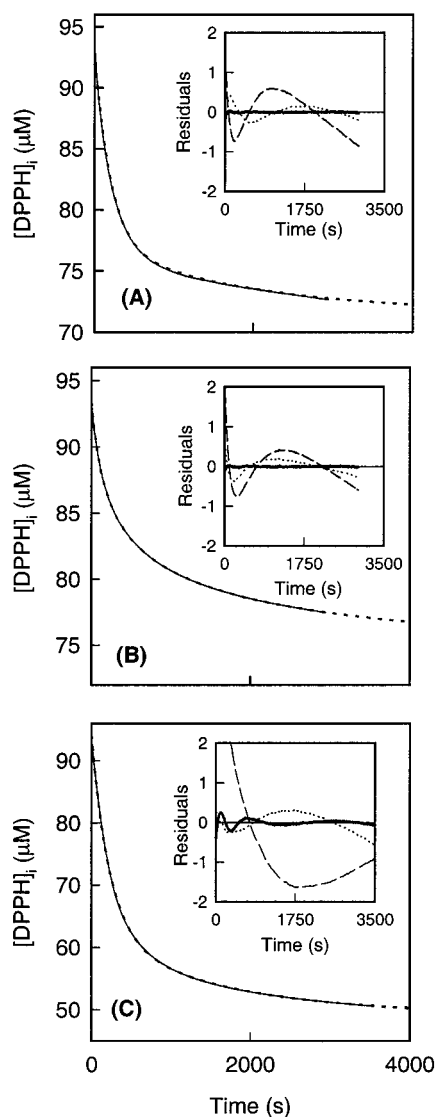 95
90
85
80
75
70
[DPPH]i (μM)
(A)
2
1
0
-1
-2
Residuals
0 1750 3500
Time (s)
95
90
85
80
75
[DPPH]i (μM)
(B)
2
1
0
-1
-2
Residuals
0 1750 3500
Time (s)
90
80
70
60
50
[DPPH]i (μM)
(C)
2
1
0
-1
-2
Residuals
0 1750 3500
Time (s)
0 2000 4000
Time (s)